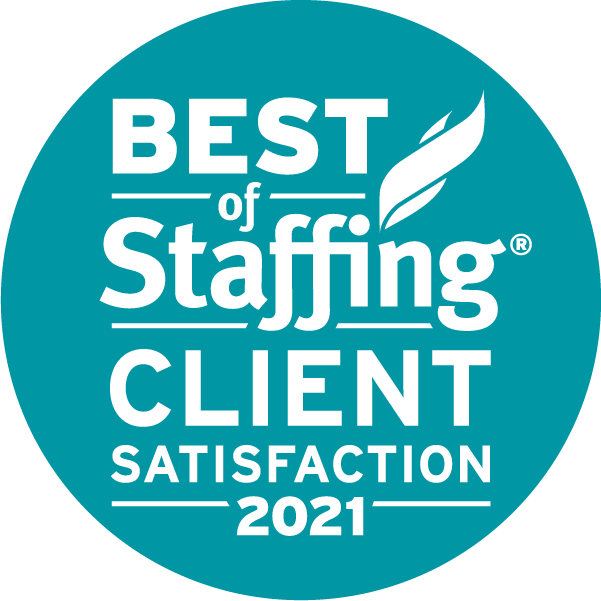 BEST
of
Staffing®
CLIENT
SATISFACTION
2021